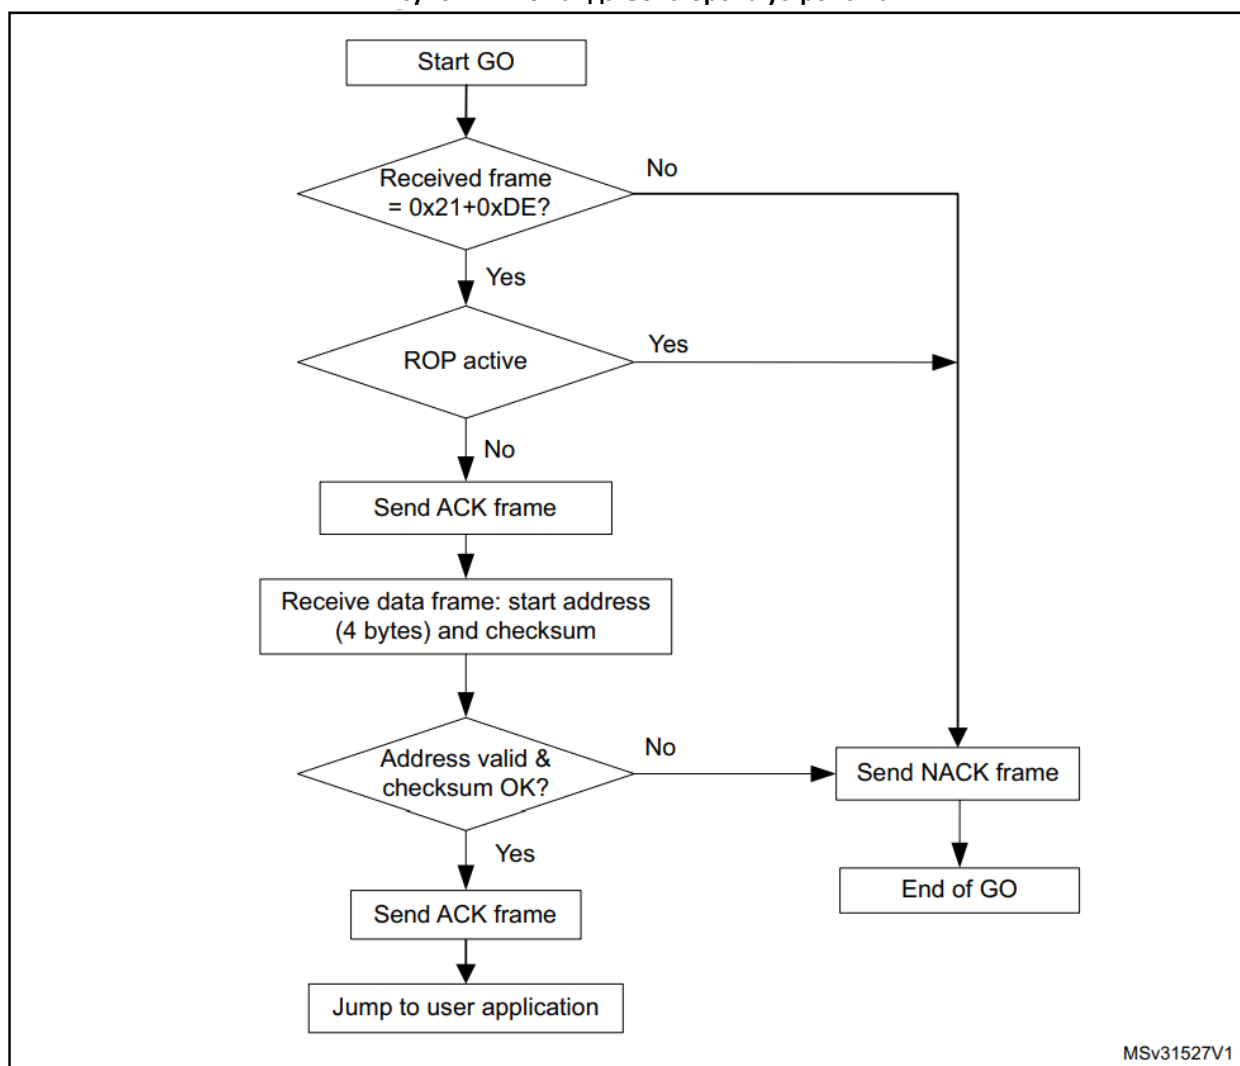 Start GO
Received frame
= 0x21+0xDE?
No
Yes
ROP active
Yes
No
Send ACK frame
Receive data frame: start address
(4 bytes) and checksum
Address valid &
checksum OK?
No
Send NACK frame
Yes
End of GO
Send ACK frame
Jump to user application
MSv31527V1